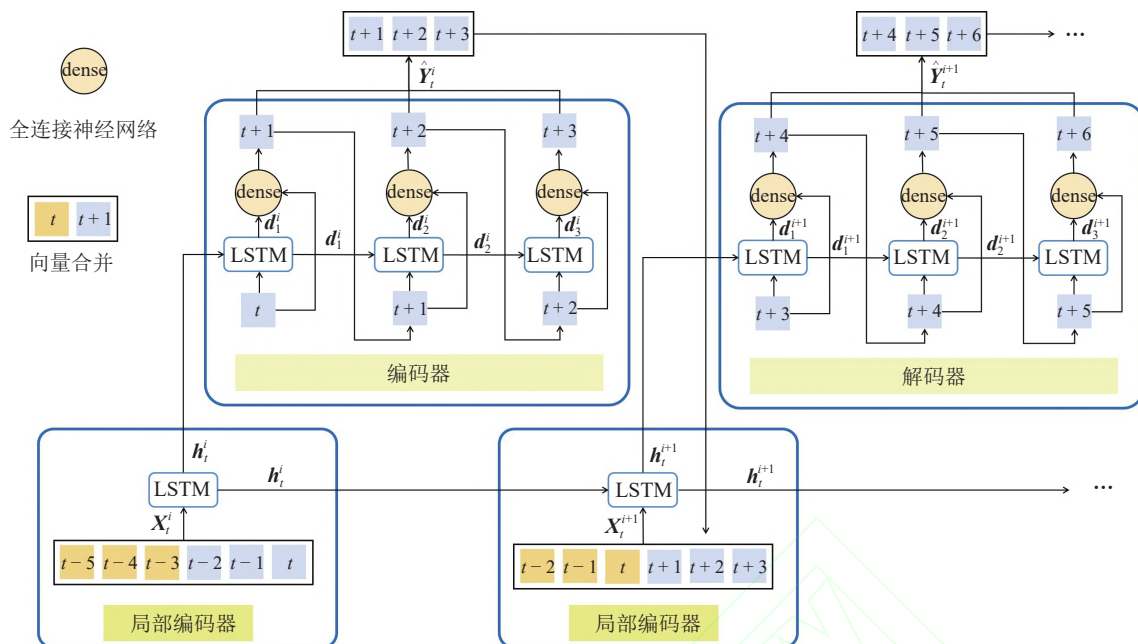 t+1 t+2 t+3
t+4 t+5 t+6 ...
dense
全连接神经网络
t t+1
向量合并
Ŷ_t^i
t+1 t+2 t+3
dense dense dense
d_1^i d_2^i d_3^i
LSTM d_1^i LSTM d_2^i LSTM
t t+1 t+2
编码器
Ŷ_t^{i+1}
t+4 t+5 t+6
dense dense dense
d_1^{i+1} d_2^{i+1} d_3^{i+1}
LSTM d_1^{i+1} LSTM d_2^{i+1} LSTM
t+3 t+4 t+5
解码器
h_t^i
LSTM h_t^i
X_t^i
t-5 t-4 t-3 t-2 t-1 t
局部编码器
h_t^{i+1}
LSTM h_t^{i+1} ...
X_t^{i+1}
t-2 t-1 t t+1 t+2 t+3
局部编码器